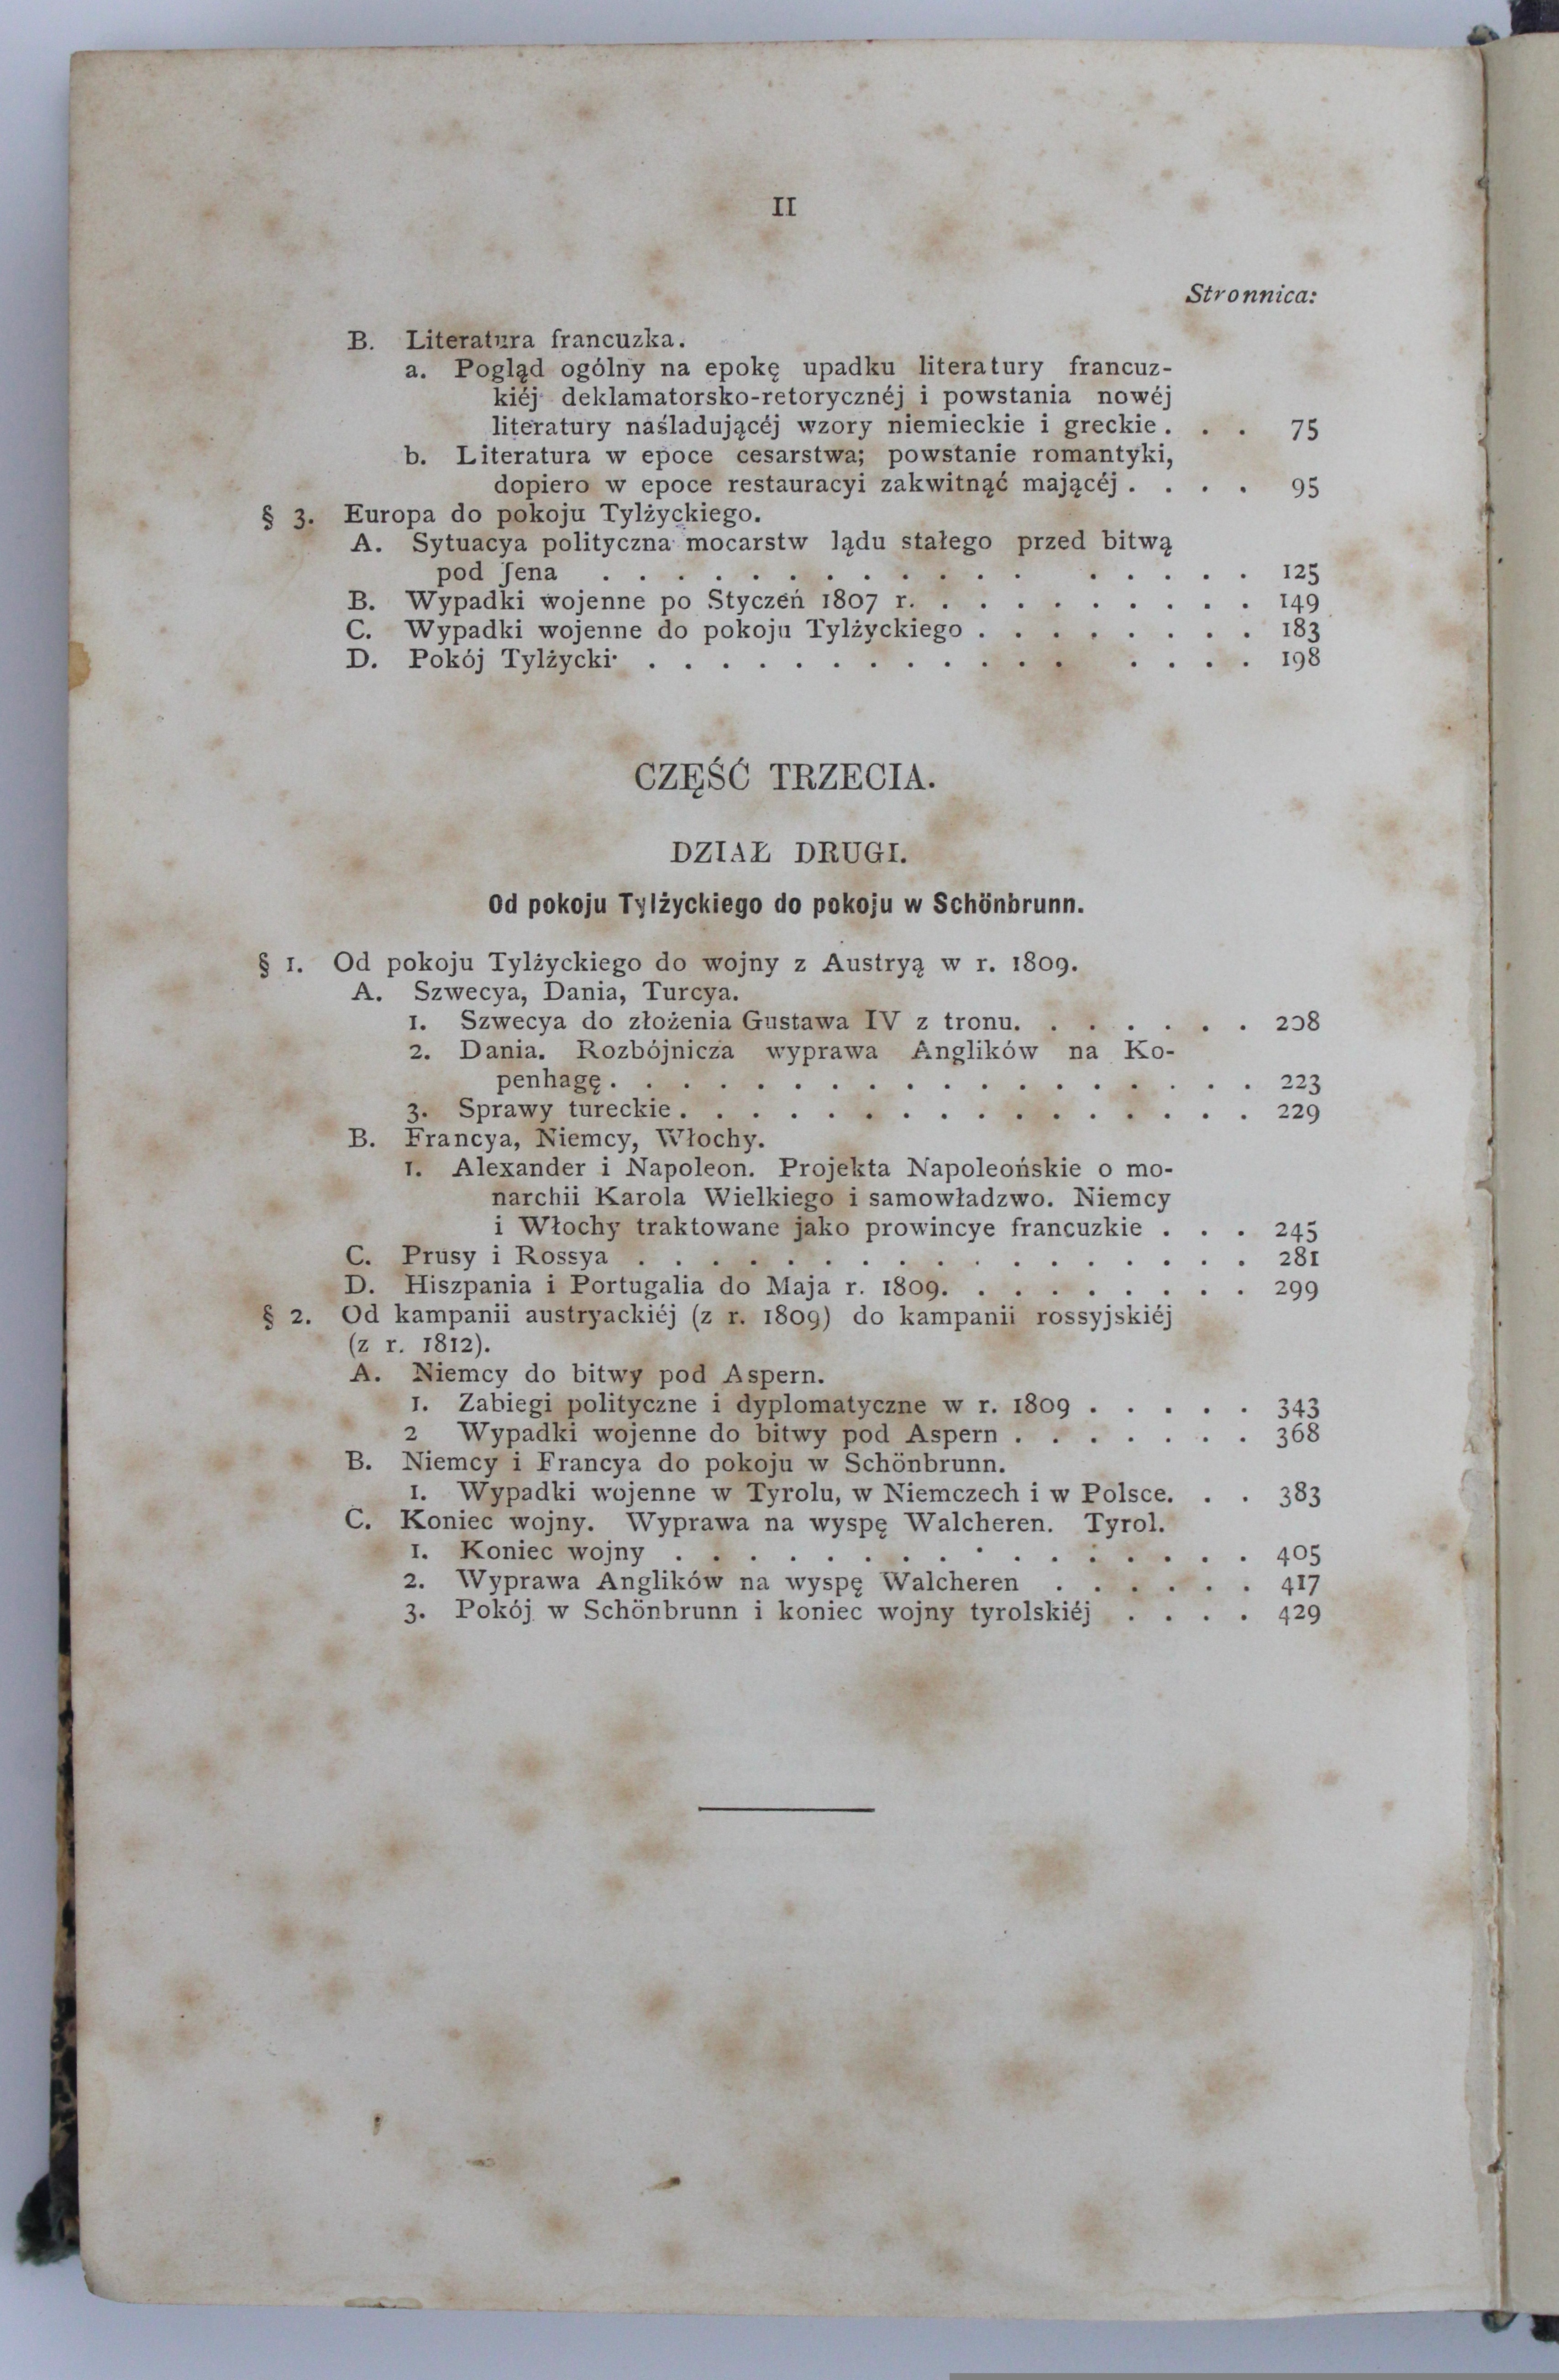 II
Stronnica:
B. Literatura francuzka.
a. Pogląd ogólny na epokę upadku literatury francuz-
kiéj deklamatorsko-retorycznéj i powstania nowéj
literatury naśladującéj wzory niemieckie i greckie . . . 75
b. Literatura w epoce cesarstwa; powstanie romantyki,
dopiero w epoce restauracyi zakwitnąć mającéj . . . . 95
§ 3. Europa do pokoju Tylżyckiego.
A. Sytuacya polityczna mocarstw lądu stałego przed bitwą
pod Jena . . . . . . . . . . . . . . . . . 125
B. Wypadki wojenne po Styczeń 1807 r. . . . . . . . . . 149
C. Wypadki wojenne do pokoju Tylżyckiego . . . . . . . . 183
D. Pokój Tylżycki . . . . . . . . . . . . . . . . 198
CZĘŚĆ TRZECIA.
DZIAŁ DRUGI.
Od pokoju Tylżyckiego do pokoju w Schönbrunn.
§ 1. Od pokoju Tylżyckiego do wojny z Austryą w r. 1809.
A. Szwecya, Dania, Turcya.
1. Szwecya do złożenia Gustawa IV z tronu. . . . . . . 208
2. Dania. Rozbójnicza wyprawa Anglików na Ko-
penhagę . . . . . . . . . . . . . . . . . . 223
3. Sprawy tureckie . . . . . . . . . . . . . . . . 229
B. Francya, Niemcy, Włochy.
1. Alexander i Napoleon. Projekta Napoleońskie o mo-
narchii Karola Wielkiego i samowładzwo. Niemcy
i Włochy traktowane jako prowincye francuzkie . . . 245
C. Prusy i Rossya . . . . . . . . . . . . . . . . . 281
D. Hiszpania i Portugalia do Maja r. 1809. . . . . . . . . 299
§ 2. Od kampanii austryackiéj (z r. 1809) do kampanii rossyjskiéj
(z r. 1812).
A. Niemcy do bitwy pod Aspern.
1. Zabiegi polityczne i dyplomatyczne w r. 1809 . . . . . 343
2 Wypadki wojenne do bitwy pod Aspern . . . . . . . 368
B. Niemcy i Francya do pokoju w Schönbrunn.
1. Wypadki wojenne w Tyrolu, w Niemczech i w Polsce. . . 383
C. Koniec wojny. Wyprawa na wyspę Walcheren. Tyrol.
1. Koniec wojny . . . . . . . . . . . . . . . . 405
2. Wyprawa Anglików na wyspę Walcheren . . . . . . 417
3. Pokój w Schönbrunn i koniec wojny tyrolskiéj . . . . 429